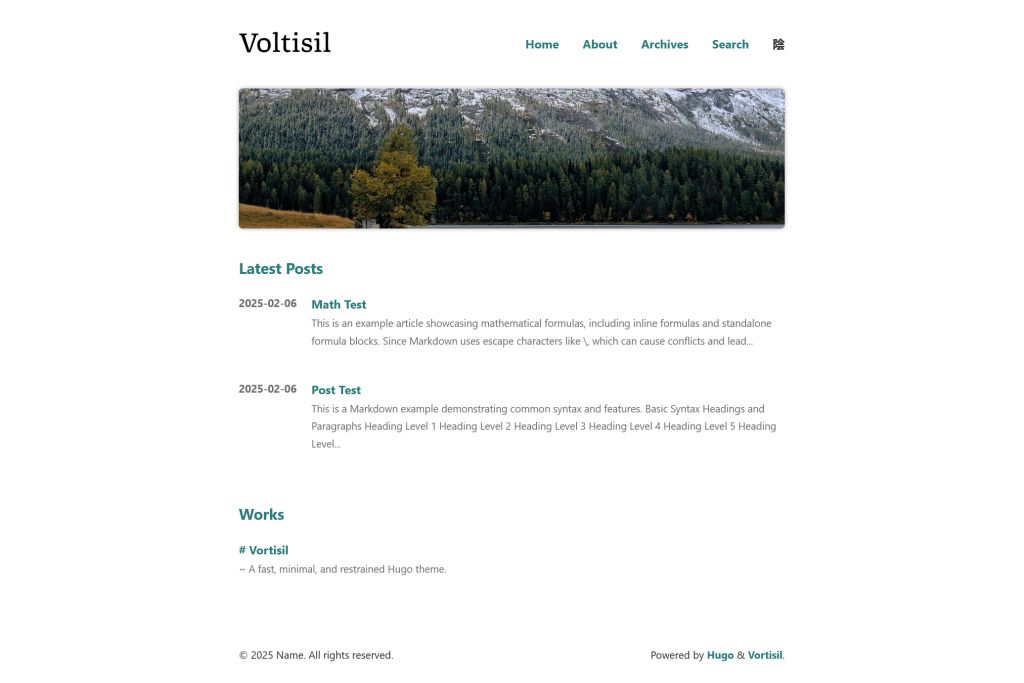 Voltisil
Home About Archives Search 陰
Latest Posts
2025-02-06 Math Test
This is an example article showcasing mathematical formulas, including inline formulas and standalone
formula blocks. Since Markdown uses escape characters like \, which can cause conflicts and lead...
2025-02-06 Post Test
This is a Markdown example demonstrating common syntax and features. Basic Syntax Headings and
Paragraphs Heading Level 1 Heading Level 2 Heading Level 3 Heading Level 4 Heading Level 5 Heading
Level...
Works
# Vortisil
~ A fast, minimal, and restrained Hugo theme.
© 2025 Name. All rights reserved. Powered by Hugo & Vortisil.